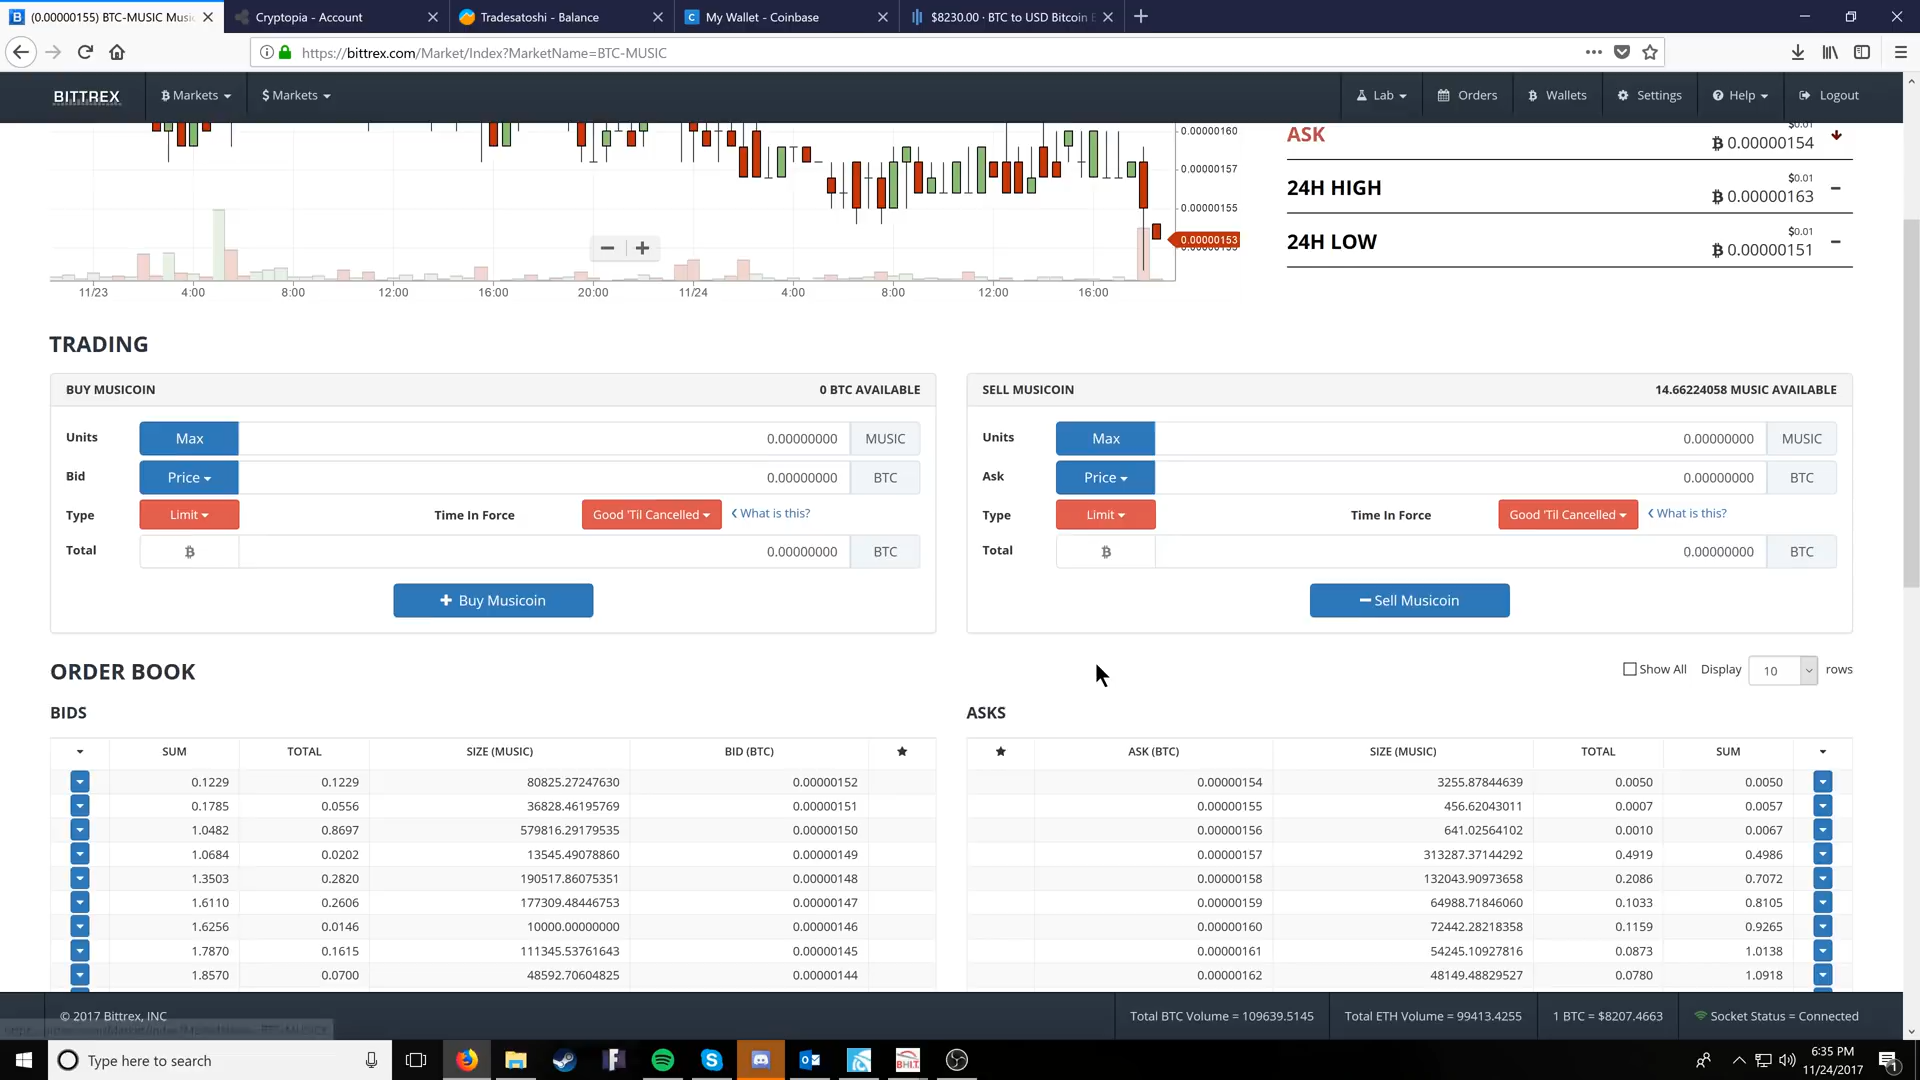 (0.00000155) BTC-MUSIC Music
Cryptopia - Account
Tradesatoshi - Balance
My Wallet - Coinbase
$8230.00 · BTC to USD Bitcoin
https://bittrex.com/Market/Index?MarketName=BTC-MUSIC
BITTREX
Markets
$ Markets
Lab
Orders
Wallets
Settings
Help
Logout
0.00000160
0.00000157
0.00000155
0.00000153
11/23 4:00 8:00 12:00 16:00 20:00 11/24 4:00 8:00 12:00 16:00
ASK
$0.01
0.00000154
24H HIGH
$0.01
0.00000163
24H LOW
$0.01
0.00000151
TRADING
BUY MUSICOIN 0 BTC AVAILABLE
Units Max 0.00000000 MUSIC
Bid Price 0.00000000 BTC
Type Limit Time In Force Good 'Til Cancelled What is this?
Total 0.00000000 BTC
Buy Musicoin
SELL MUSICOIN 14.66224058 MUSIC AVAILABLE
Units Max 0.00000000 MUSIC
Ask Price 0.00000000 BTC
Type Limit Time In Force Good 'Til Cancelled What is this?
Total 0.00000000 BTC
Sell Musicoin
ORDER BOOK
Show All Display 10 rows
BIDS
SUM TOTAL SIZE (MUSIC) BID (BTC)
0.1229 0.1229 80825.27247630 0.00000152
0.1785 0.0556 36828.46195769 0.00000151
1.0482 0.8697 579816.29179535 0.00000150
1.0684 0.0202 13545.49078860 0.00000149
1.3503 0.2820 190517.86075351 0.00000148
1.6110 0.2606 177309.48446753 0.00000147
1.6256 0.0146 10000.00000000 0.00000146
1.7870 0.1615 111345.53761643 0.00000145
1.8570 0.0700 48592.70604825 0.00000144
ASKS
ASK (BTC) SIZE (MUSIC) TOTAL SUM
0.00000154 3255.87844639 0.0050 0.0050
0.00000155 456.62043011 0.0007 0.0057
0.00000156 641.02564102 0.0010 0.0067
0.00000157 313287.37144292 0.4919 0.4986
0.00000158 132043.90973658 0.2086 0.7072
0.00000159 64988.71846060 0.1033 0.8105
0.00000160 72442.28218358 0.1159 0.9265
0.00000161 54245.10927816 0.0873 1.0138
0.00000162 48149.48829527 0.0780 1.0918
© 2017 Bittrex, INC
Total BTC Volume = 109639.5145
Total ETH Volume = 99413.4255
1 BTC = $8207.4663
Socket Status = Connected
Type here to search
BHIT
6:35 PM
11/24/2017
1